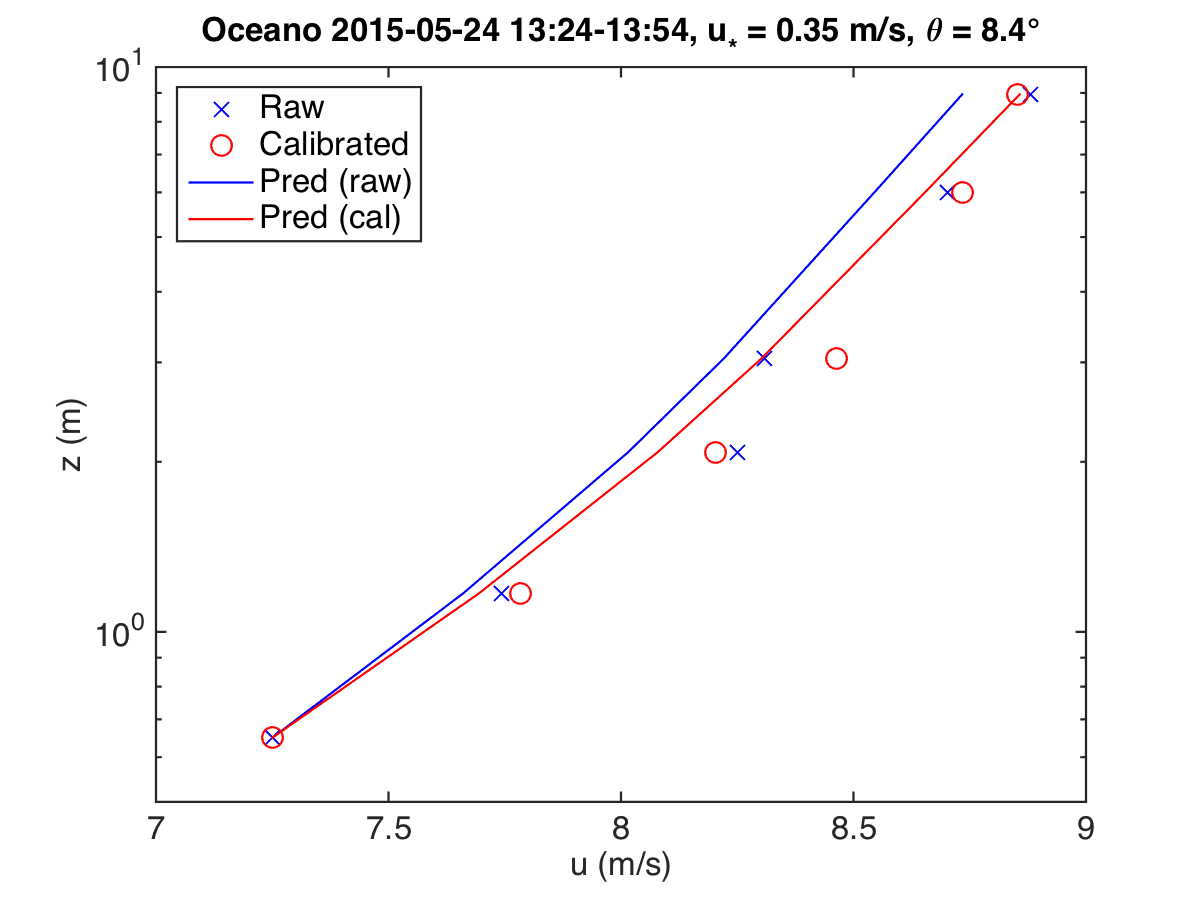 Oceano 2015-05-24 13:24-13:54, u* = 0.35 m/s, θ = 8.4°
10^1
Raw
Calibrated
Pred (raw)
Pred (cal)
z (m)
10^0
7 7.5 8 8.5 9
u (m/s)